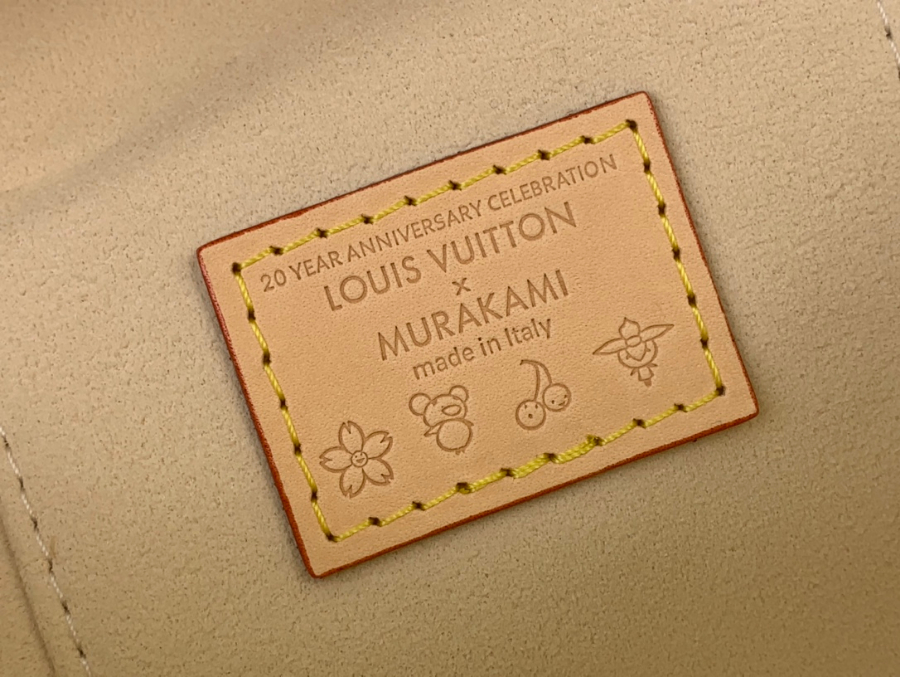 20 YEAR ANNIVERSARY CELEBRATION
LOUIS VUITTON
×
MURAKAMI
made in Italy